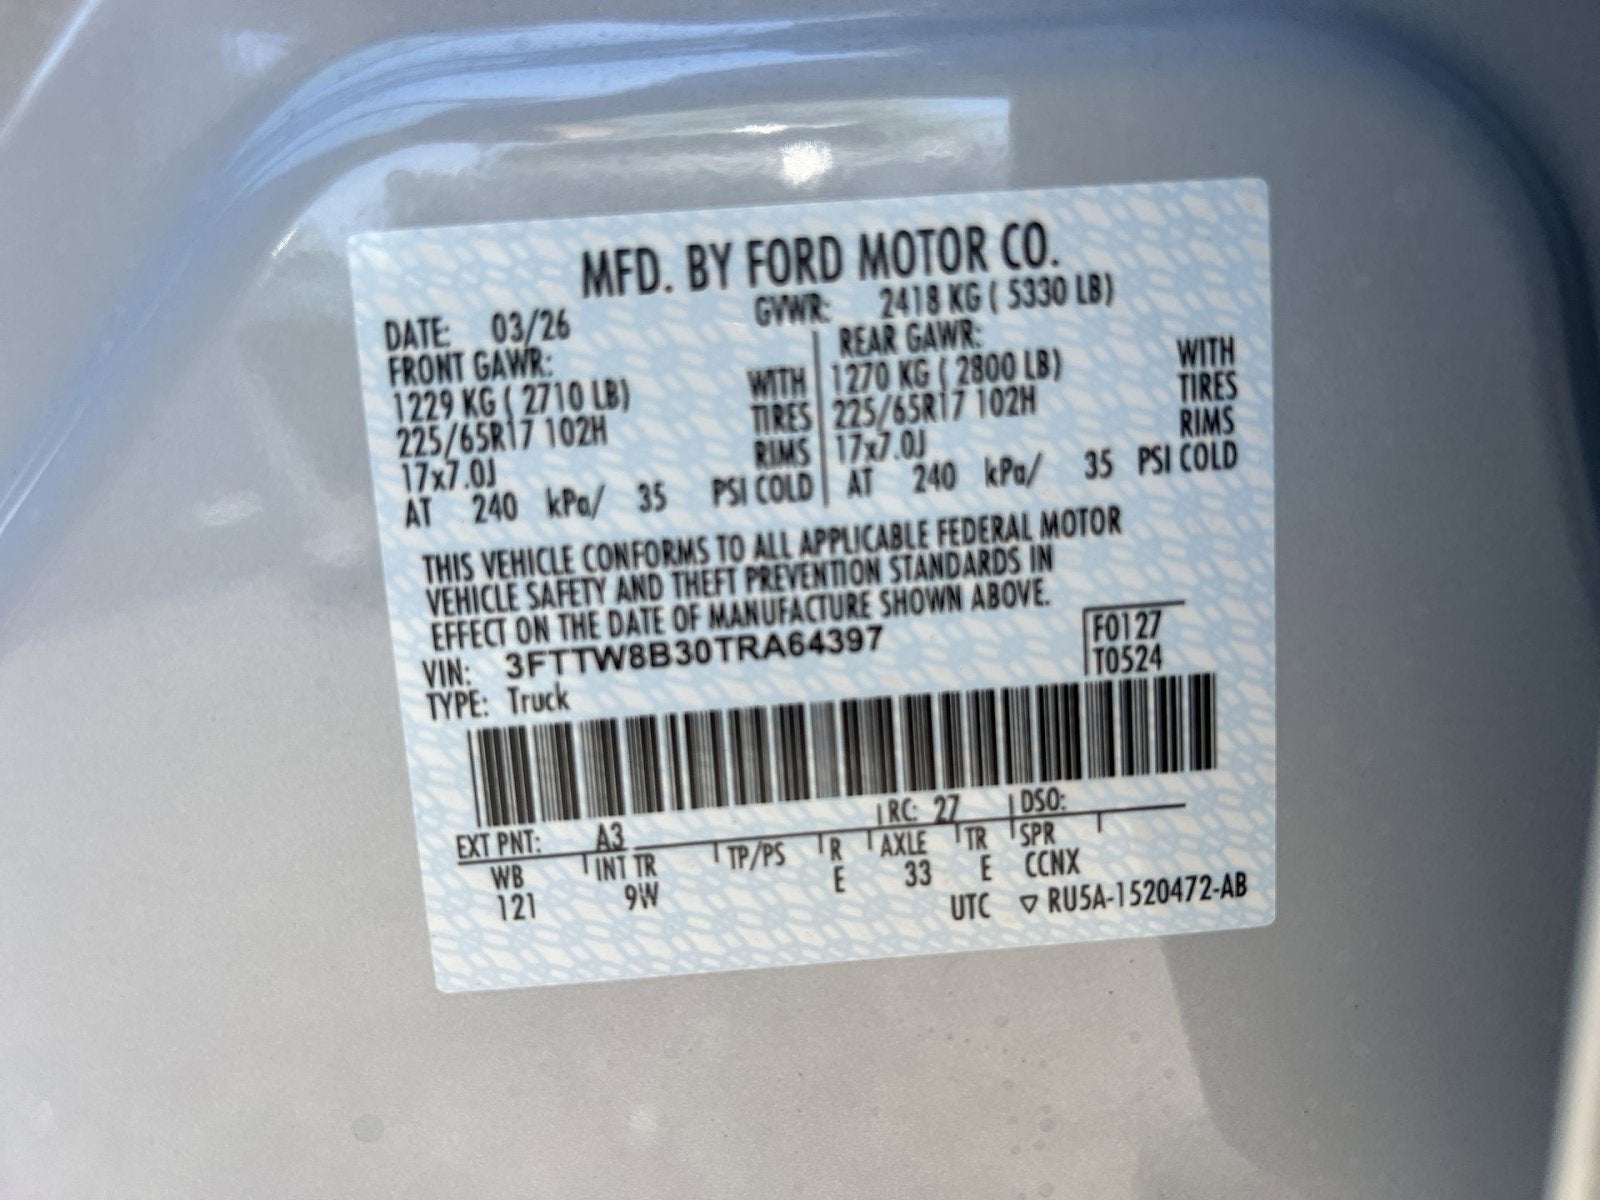 MFD. BY FORD MOTOR CO.
DATE: 03/26 GVWR: 2418 KG ( 5330 LB)
FRONT GAWR: REAR GAWR:
1229 KG ( 2710 LB) WITH 1270 KG ( 2800 LB) WITH
225/65R17 102H TIRES 225/65R17 102H TIRES
17x7.0J RIMS 17x7.0J RIMS
AT 240 kPa/ 35 PSI COLD AT 240 kPa/ 35 PSI COLD
THIS VEHICLE CONFORMS TO ALL APPLICABLE FEDERAL MOTOR
VEHICLE SAFETY AND THEFT PREVENTION STANDARDS IN
EFFECT ON THE DATE OF MANUFACTURE SHOWN ABOVE.
VIN: 3FTTW8B30TRA64397 F0127
TYPE: Truck T0524
EXT PNT: A3 RC: 27 DSO:
WB INT TR TP/PS R AXLE TR SPR
121 9W E 33 E CCNX
UTC ▽ RU5A-1520472-AB